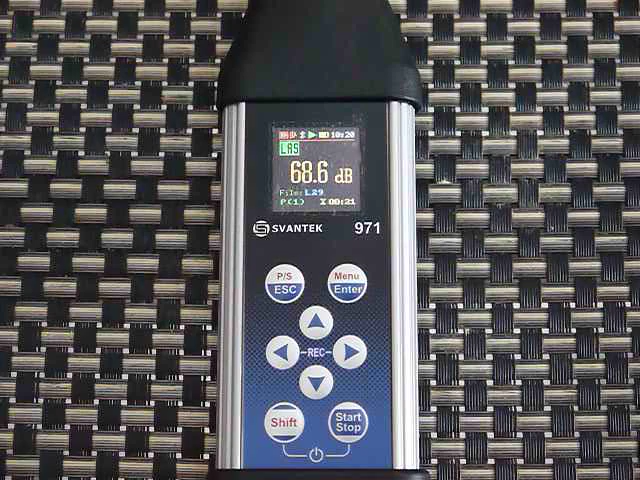 10:20
LAS
68.6 dB
File:L29
P(1) 00:21
SVANTEK 971
P/S
ESC
Menu
Enter
REC
Shift
Start
Stop